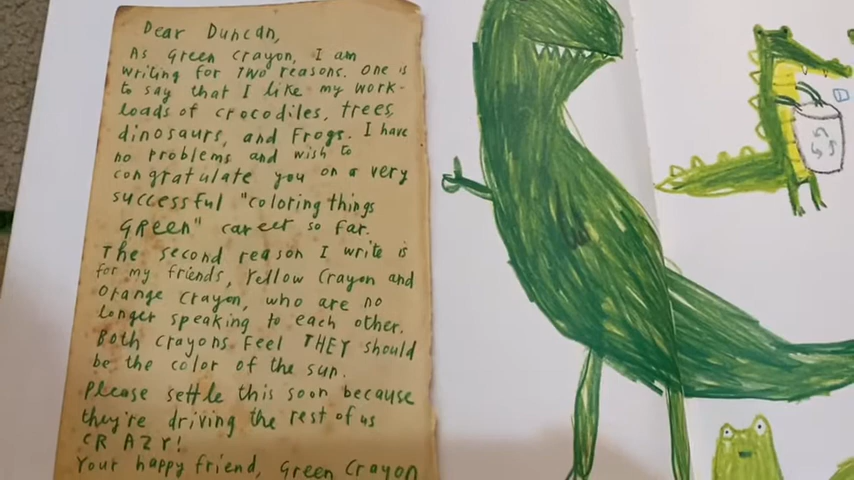 Dear Duncan,
As Green Crayon, I am
writing for two reasons. One is
to say that I like my work-
loads of crocodiles, trees,
dinosaurs, and frogs. I have
no problems and wish to
congratulate you on a very
successful "coloring things
Green" career so far.
The second reason I write is
for my friends, Yellow Crayon and
Orange Crayon, who are no
longer speaking to each other.
Both crayons feel THEY should
be the color of the sun.
Please settle this soon because
they're driving the rest of us
CRAZY!
Your happy friend, Green Crayon